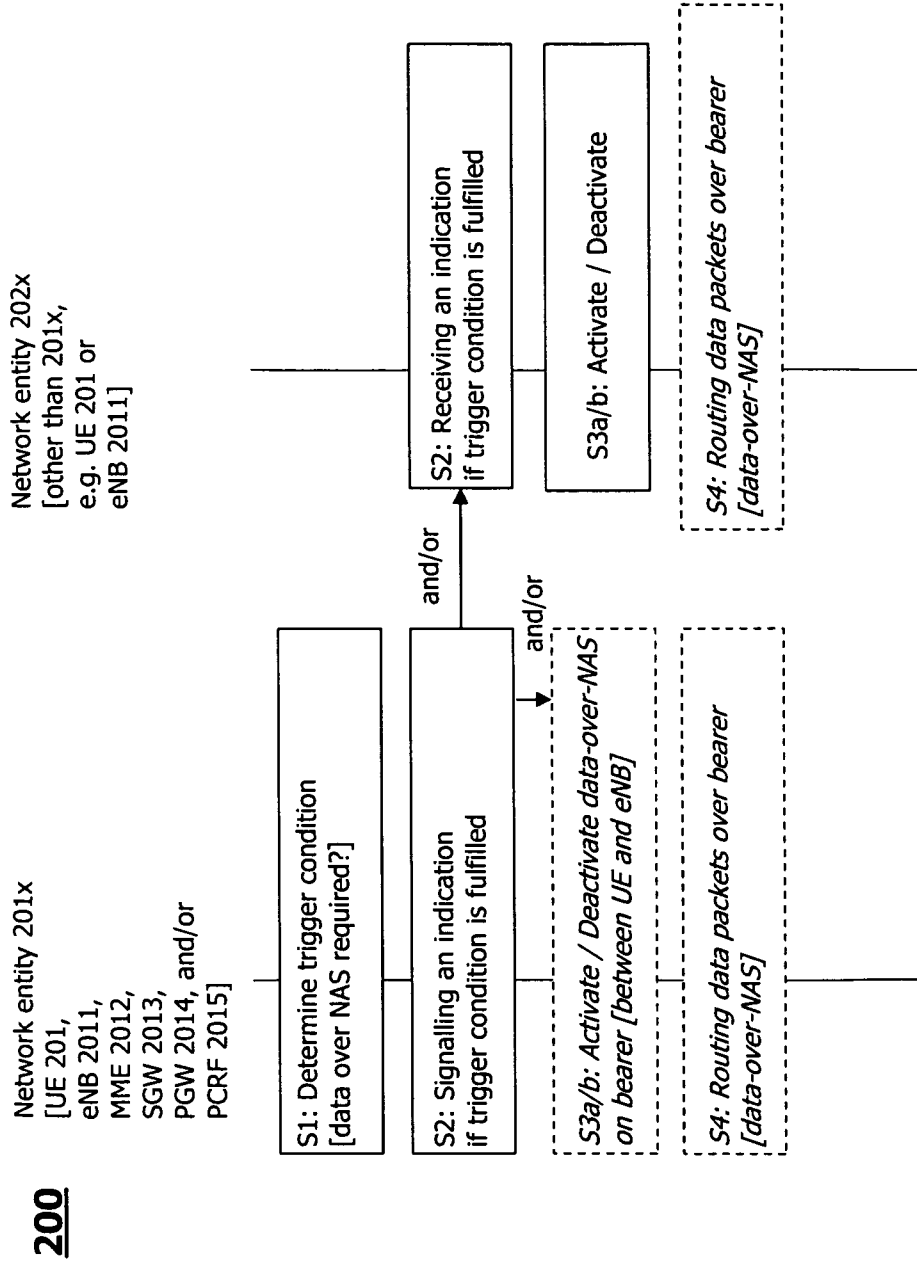 200
Network entity 201x
[UE 201,
eNB 2011,
MME 2012,
SGW 2013,
PGW 2014, and/or
PCRF 2015]
Network entity 202x
[other than 201x,
e.g. UE 201 or
eNB 2011]
S1: Determine trigger condition
[data over NAS required?]
S2: Signalling an indication
if trigger condition is fulfilled
and/or
S2: Receiving an indication
if trigger condition is fulfilled
and/or
S3a/b: Activate / Deactivate data-over-NAS
on bearer [between UE and eNB]
S3a/b: Activate / Deactivate
S4: Routing data packets over bearer
[data-over-NAS]
S4: Routing data packets over bearer
[data-over-NAS]